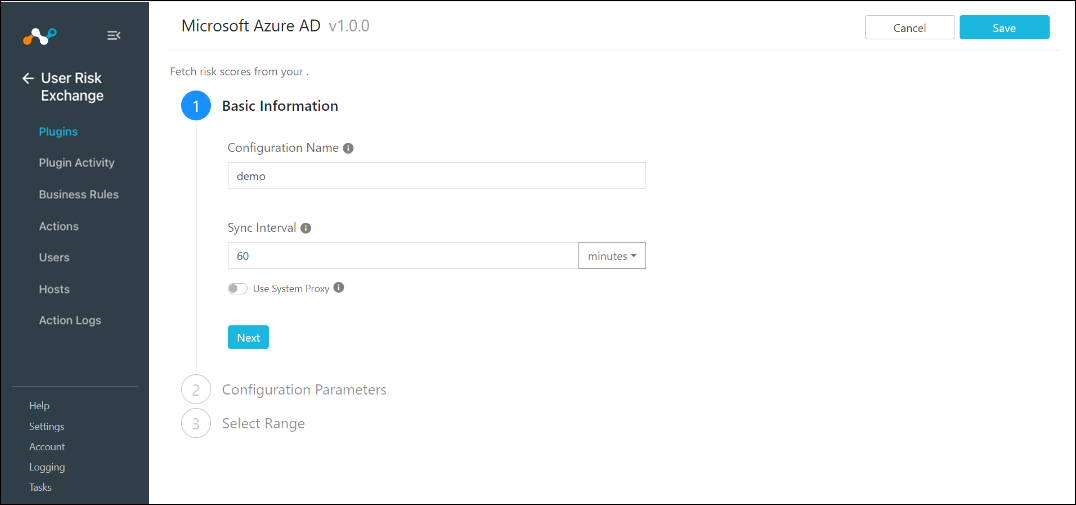 User Risk
Exchange
Plugins
Plugin Activity
Business Rules
Actions
Users
Hosts
Action Logs
Help
Settings
Account
Logging
Tasks
Microsoft Azure AD v1.0.0
Cancel
Save
Fetch risk scores from your .
1 Basic Information
Configuration Name
demo
Sync Interval
60 minutes
Use System Proxy
Next
2 Configuration Parameters
3 Select Range